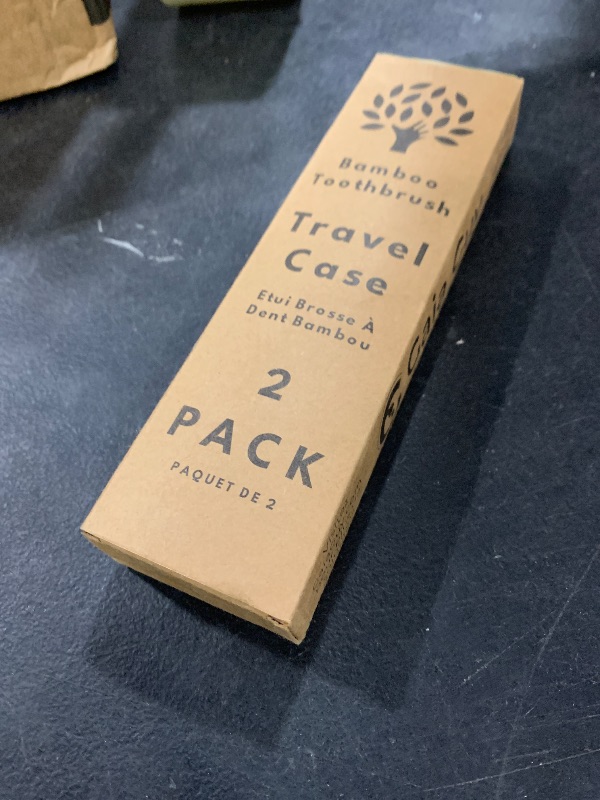 Bamboo
Toothbrush
Travel
Case
Etui Brosse À
Dent Bambou
2
PACK
PAQUET DE 2